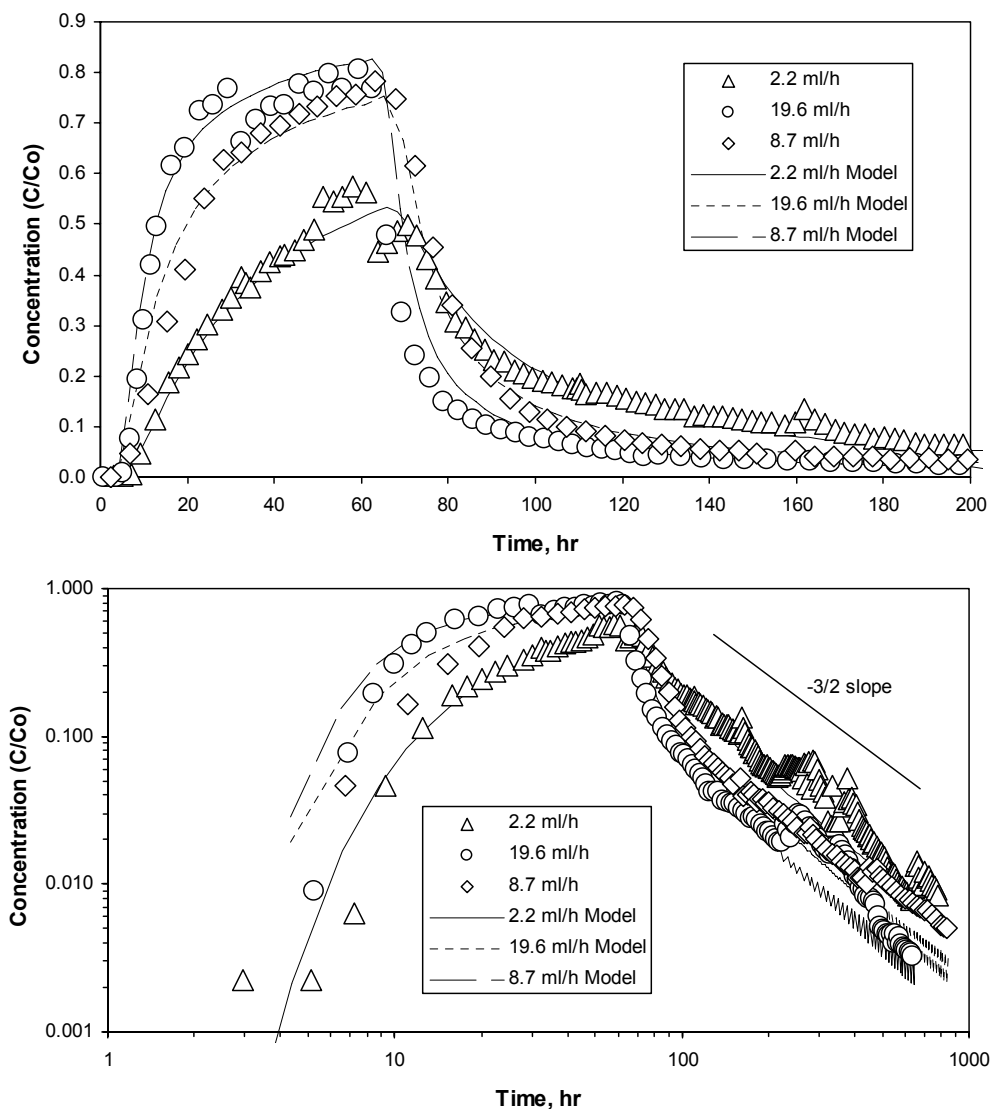 0.9
0.8
0.7
0.6
0.5
0.4
0.3
0.2
0.1
0.0
Concentration (C/Co)
2.2 ml/h
19.6 ml/h
8.7 ml/h
2.2 ml/h Model
19.6 ml/h Model
8.7 ml/h Model
0 20 40 60 80 100 120 140 160 180 200
Time, hr
1.000
0.100
0.010
0.001
Concentration (C/Co)
-3/2 slope
2.2 ml/h
19.6 ml/h
8.7 ml/h
2.2 ml/h Model
19.6 ml/h Model
8.7 ml/h Model
1 10 100 1000
Time, hr